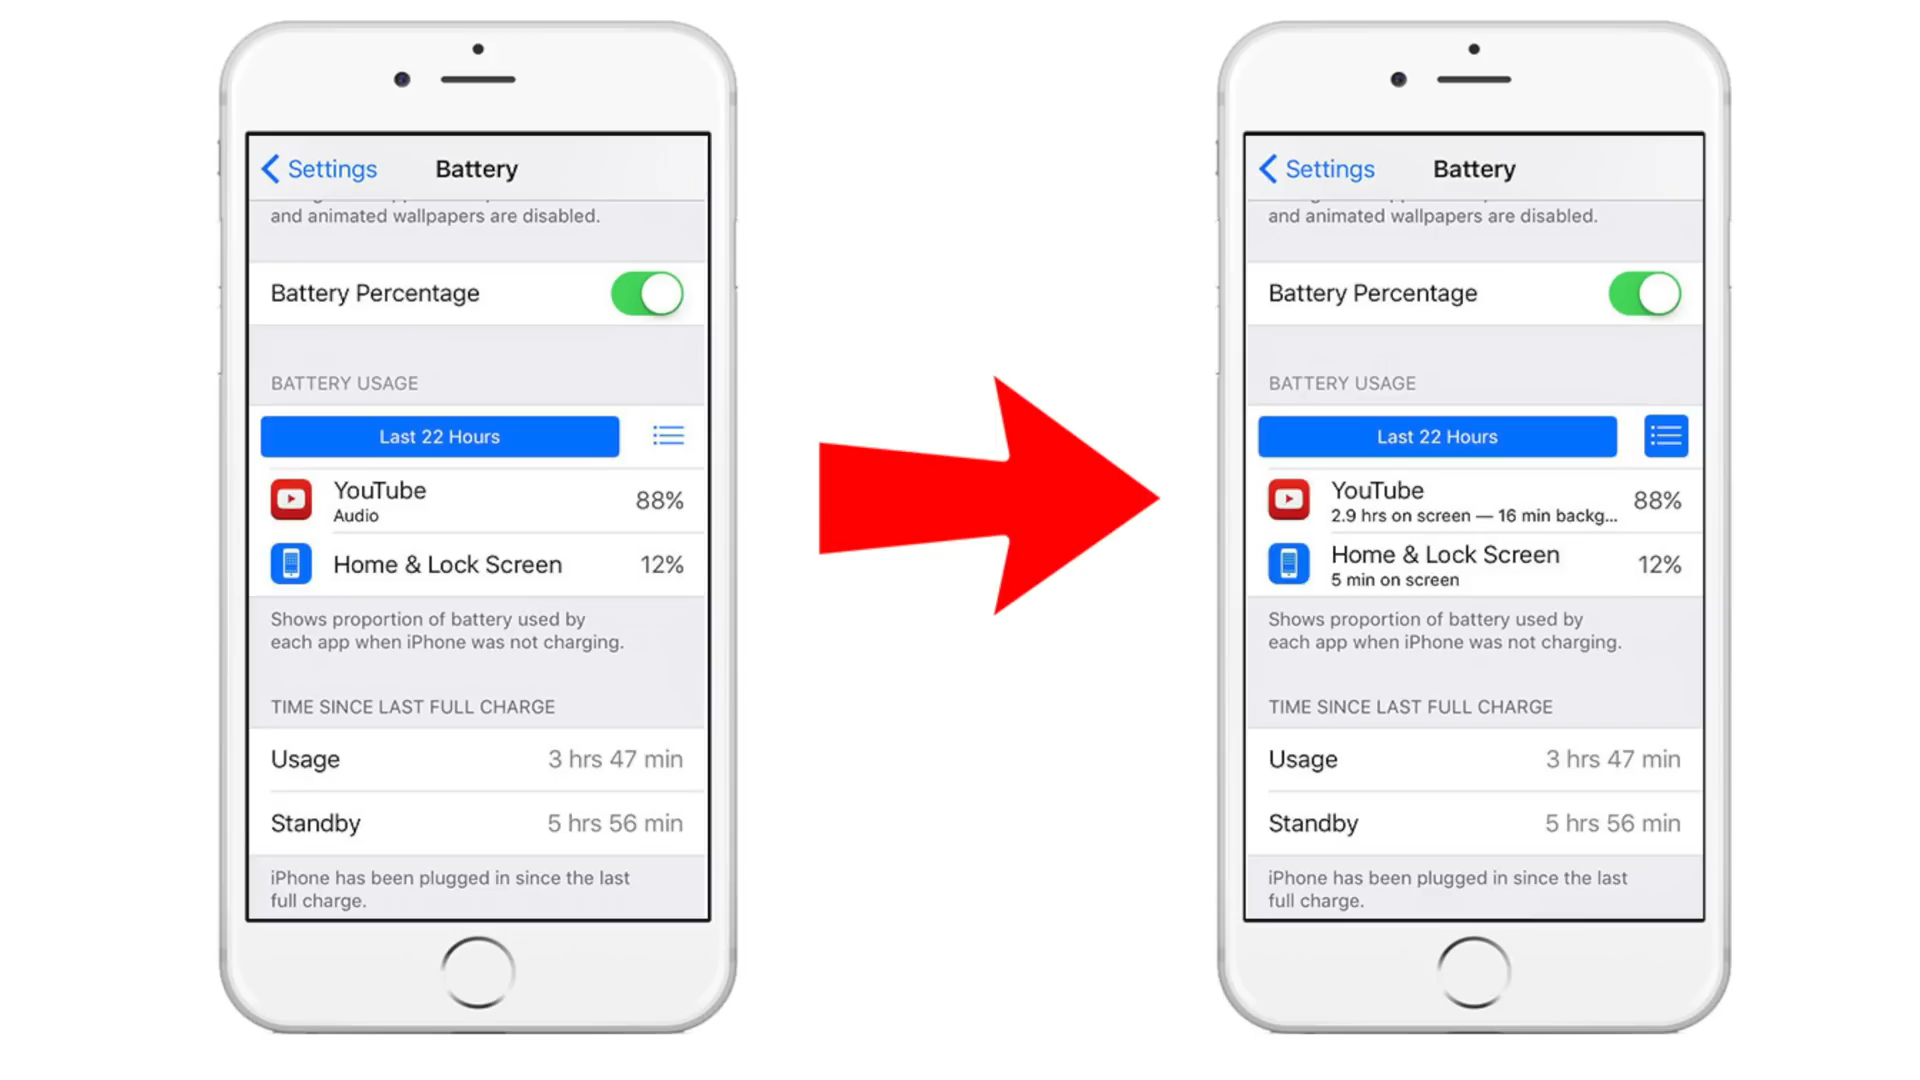 Settings
Battery
and animated wallpapers are disabled.
Battery Percentage
BATTERY USAGE
Last 22 Hours
YouTube
Audio
88%
Home & Lock Screen
12%
Shows proportion of battery used by
each app when iPhone was not charging.
TIME SINCE LAST FULL CHARGE
Usage
3 hrs 47 min
Standby
5 hrs 56 min
iPhone has been plugged in since the last
full charge.
Settings
Battery
and animated wallpapers are disabled.
Battery Percentage
BATTERY USAGE
Last 22 Hours
YouTube
2.9 hrs on screen — 16 min backg...
88%
Home & Lock Screen
5 min on screen
12%
Shows proportion of battery used by
each app when iPhone was not charging.
TIME SINCE LAST FULL CHARGE
Usage
3 hrs 47 min
Standby
5 hrs 56 min
iPhone has been plugged in since the last
full charge.